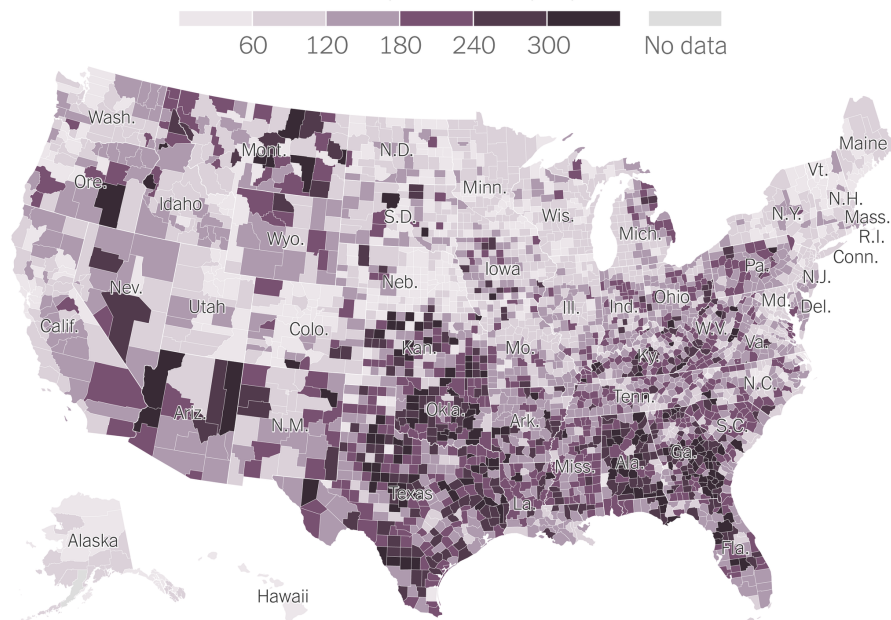 60 120 180 240 300 No data
Wash.
Mont.
N.D.
Minn.
Maine
Vt.
Ore.
Idaho
S.D.
Wis.
Mich.
N.Y.
N.H.
Mass.
R.I.
Conn.
Wyo.
Iowa
Neb.
Nev.
Utah
Colo.
Ill.
Ind.
Ohio
Pa.
N.J.
Md.
Del.
Calif.
Kan.
Mo.
Ky.
W.V.
Va.
Ariz.
N.M.
Okla.
Ark.
Tenn.
N.C.
S.C.
Texas
La.
Miss.
Ala.
Ga.
Fla.
Alaska
Hawaii